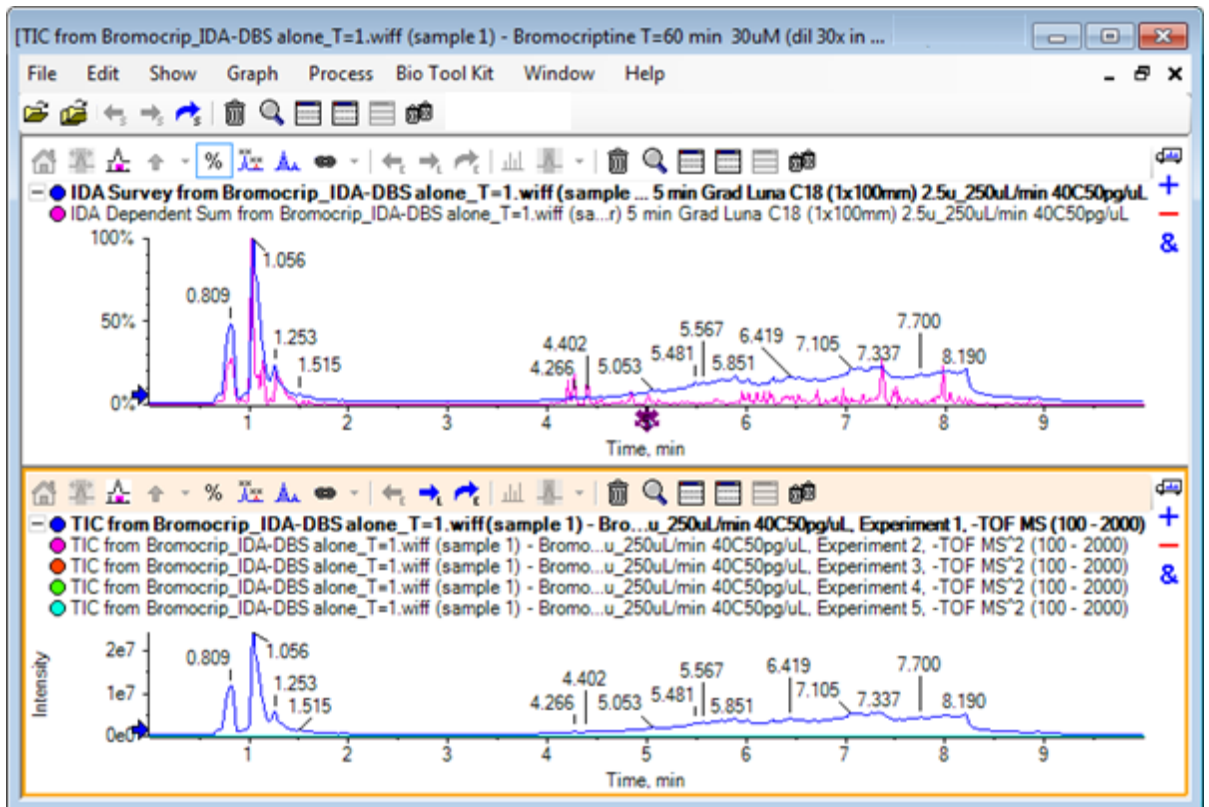 [TIC from Bromocrip_IDA-DBS alone_T=1.wiff (sample 1) - Bromocriptine T=60 min 30uM (dil 30x in ...
File Edit Show Graph Process Bio Tool Kit Window Help
%
IDA Survey from Bromocrip_IDA-DBS alone_T=1.wiff (sample ... 5 min Grad Luna C18 (1x100mm) 2.5u_250uL/min 40C50pg/uL
IDA Dependent Sum from Bromocrip_IDA-DBS alone_T=1.wiff (sa...r) 5 min Grad Luna C18 (1x100mm) 2.5u_250uL/min 40C50pg/uL
&
100%
1.056
0.809
50%
1.253
1.515
4.402
4.266
5.053
5.481
5.567
5.851
6.419
7.105
7.337
7.700
8.190
0%
1 2 3 4 5 6 7 8 9
Time, min
%
TIC from Bromocrip_IDA-DBS alone_T=1.wiff (sample 1) - Bro...u_250uL/min 40C50pg/uL, Experiment 1, -TOF MS (100 - 2000)
TIC from Bromocrip_IDA-DBS alone_T=1.wiff (sample 1) - Bromo...u_250uL/min 40C50pg/uL, Experiment 2, -TOF MS^2 (100 - 2000)
TIC from Bromocrip_IDA-DBS alone_T=1.wiff (sample 1) - Bromo...u_250uL/min 40C50pg/uL, Experiment 3, -TOF MS^2 (100 - 2000)
TIC from Bromocrip_IDA-DBS alone_T=1.wiff (sample 1) - Bromo...u_250uL/min 40C50pg/uL, Experiment 4, -TOF MS^2 (100 - 2000)
TIC from Bromocrip_IDA-DBS alone_T=1.wiff (sample 1) - Bromo...u_250uL/min 40C50pg/uL, Experiment 5, -TOF MS^2 (100 - 2000)
&
Intensity
2e7
1e7
0e0
0.809
1.056
1.253
1.515
4.266
4.402
5.053
5.481
5.567
5.851
6.419
7.105
7.337
7.700
8.190
1 2 3 4 5 6 7 8 9
Time, min